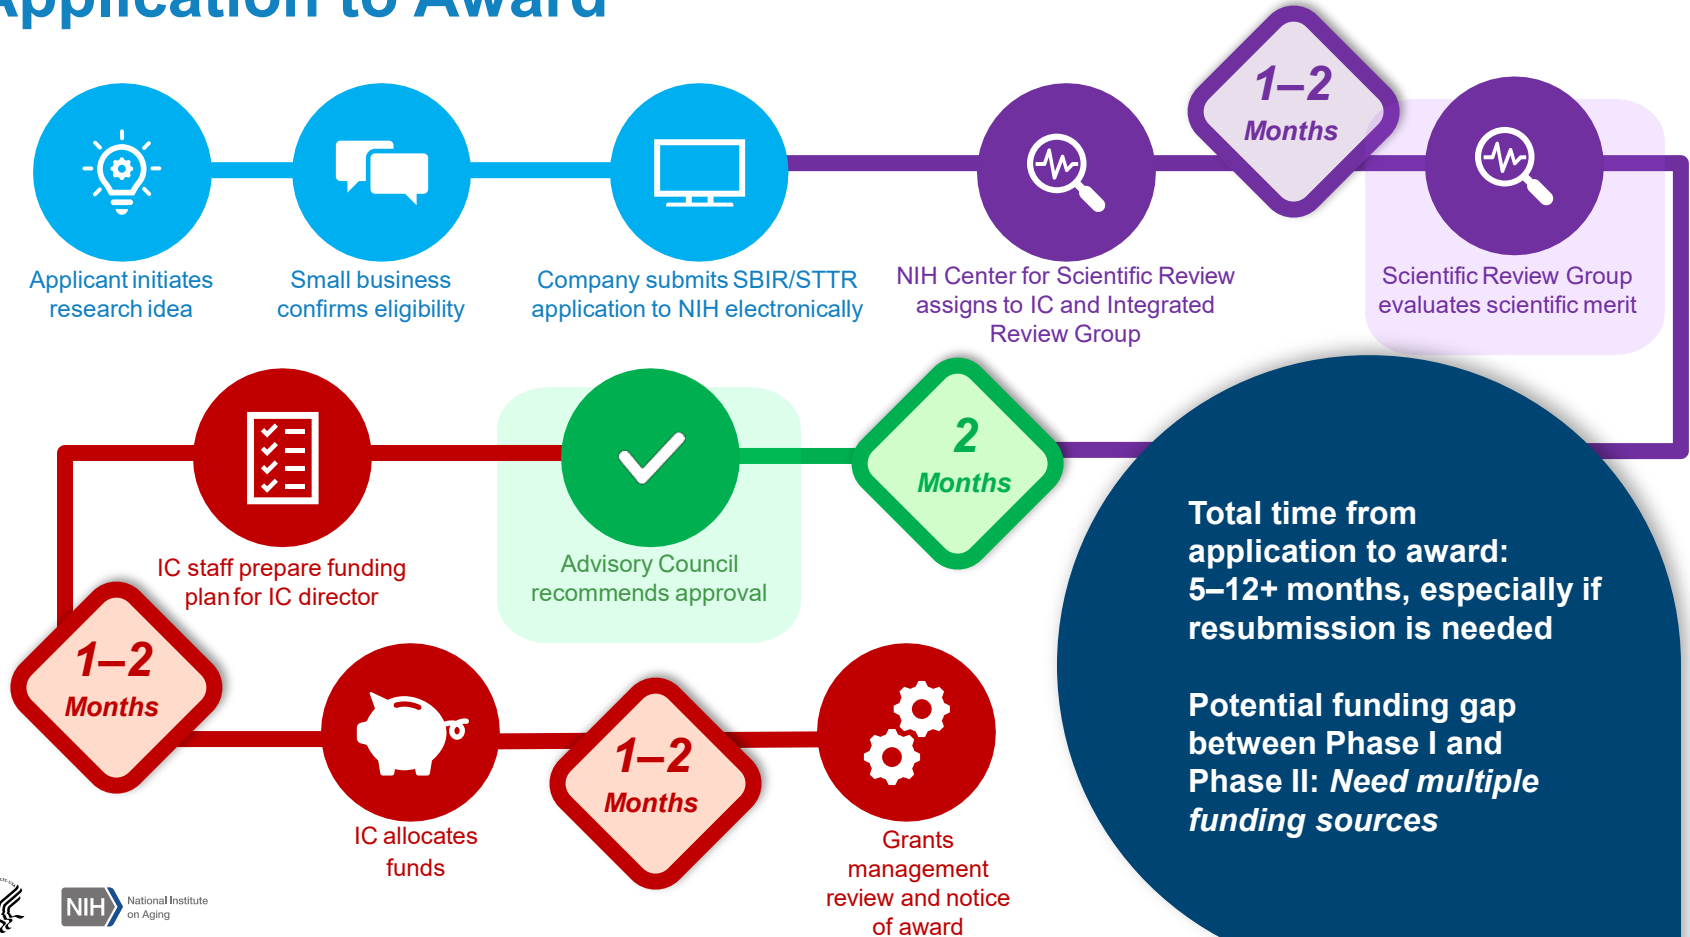 Application to Award
1–2
Months
Applicant initiates
research idea
Small business
confirms eligibility
Company submits SBIR/STTR
application to NIH electronically
NIH Center for Scientific Review
assigns to IC and Integrated
Review Group
Scientific Review Group
evaluates scientific merit
2
Months
Advisory Council
recommends approval
IC staff prepare funding
plan for IC director
1–2
Months
IC allocates
funds
1–2
Months
Grants
management
review and notice
of award
Total time from
application to award:
5–12+ months, especially if
resubmission is needed
Potential funding gap
between Phase I and
Phase II: Need multiple
funding sources
NIH
National Institute
on Aging